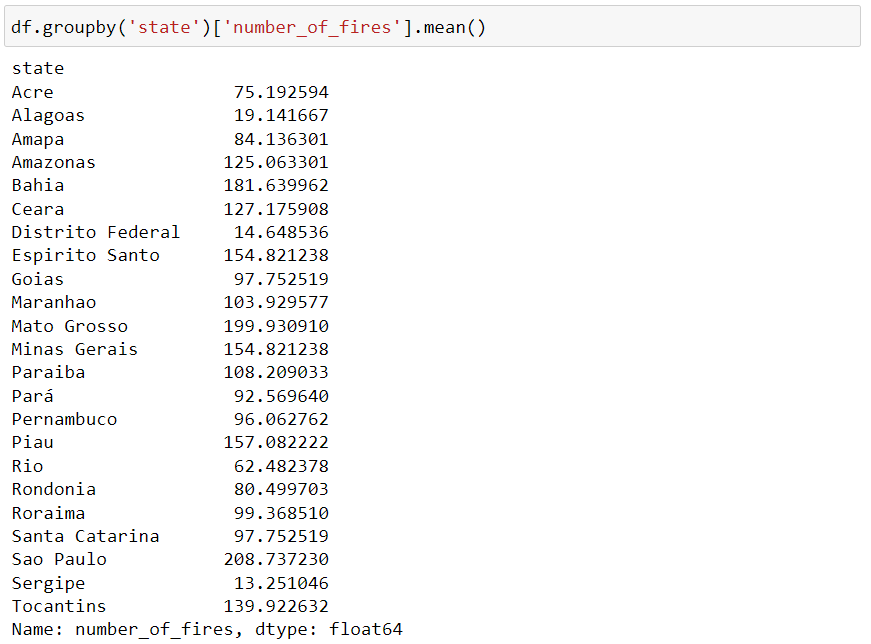 df.groupby('state')['number_of_fires'].mean()
state
Acre 75.192594
Alagoas 19.141667
Amapa 84.136301
Amazonas 125.063301
Bahia 181.639962
Ceara 127.175908
Distrito Federal 14.648536
Espirito Santo 154.821238
Goias 97.752519
Maranhao 103.929577
Mato Grosso 199.930910
Minas Gerais 154.821238
Paraiba 108.209033
Pará 92.569640
Pernambuco 96.062762
Piau 157.082222
Rio 62.482378
Rondonia 80.499703
Roraima 99.368510
Santa Catarina 97.752519
Sao Paulo 208.737230
Sergipe 13.251046
Tocantins 139.922632
Name: number_of_fires, dtype: float64